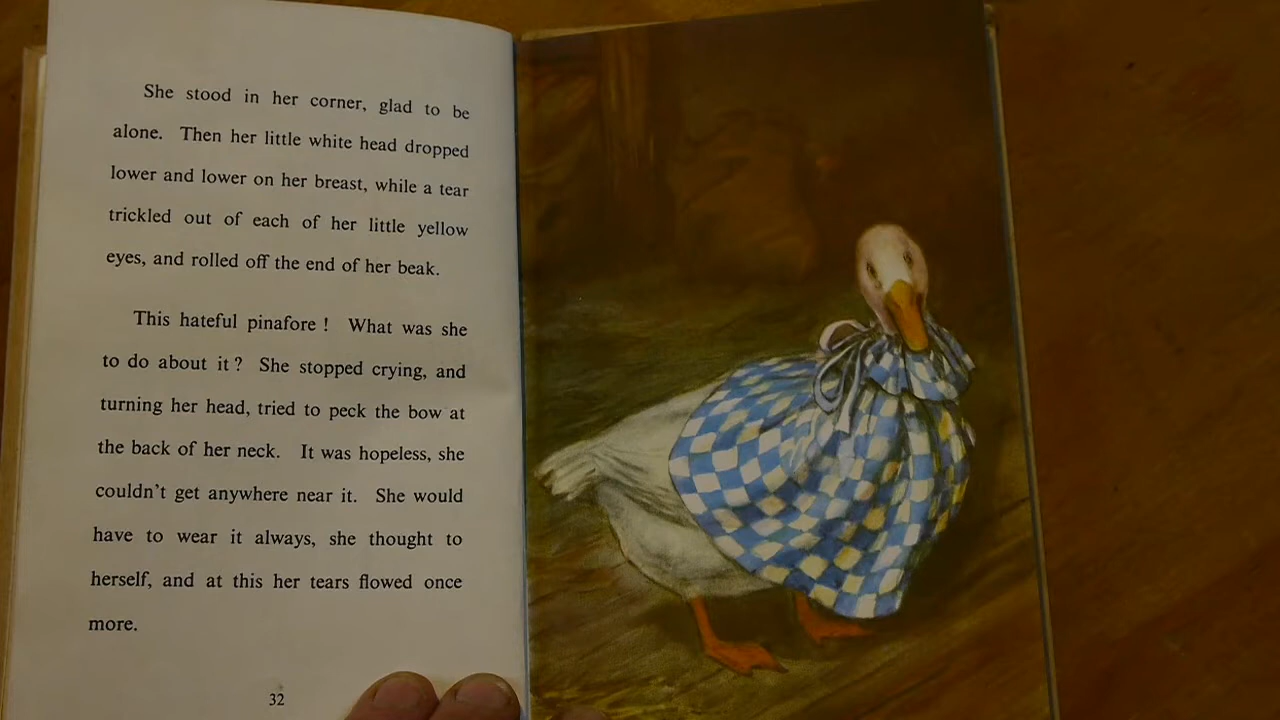 She stood in her corner, glad to be
alone. Then her little white head dropped
lower and lower on her breast, while a tear
trickled out of each of her little yellow
eyes, and rolled off the end of her beak.
This hateful pinafore ! What was she
to do about it ? She stopped crying, and
turning her head, tried to peck the bow at
the back of her neck. It was hopeless, she
couldn't get anywhere near it. She would
have to wear it always, she thought to
herself, and at this her tears flowed once
more.
32